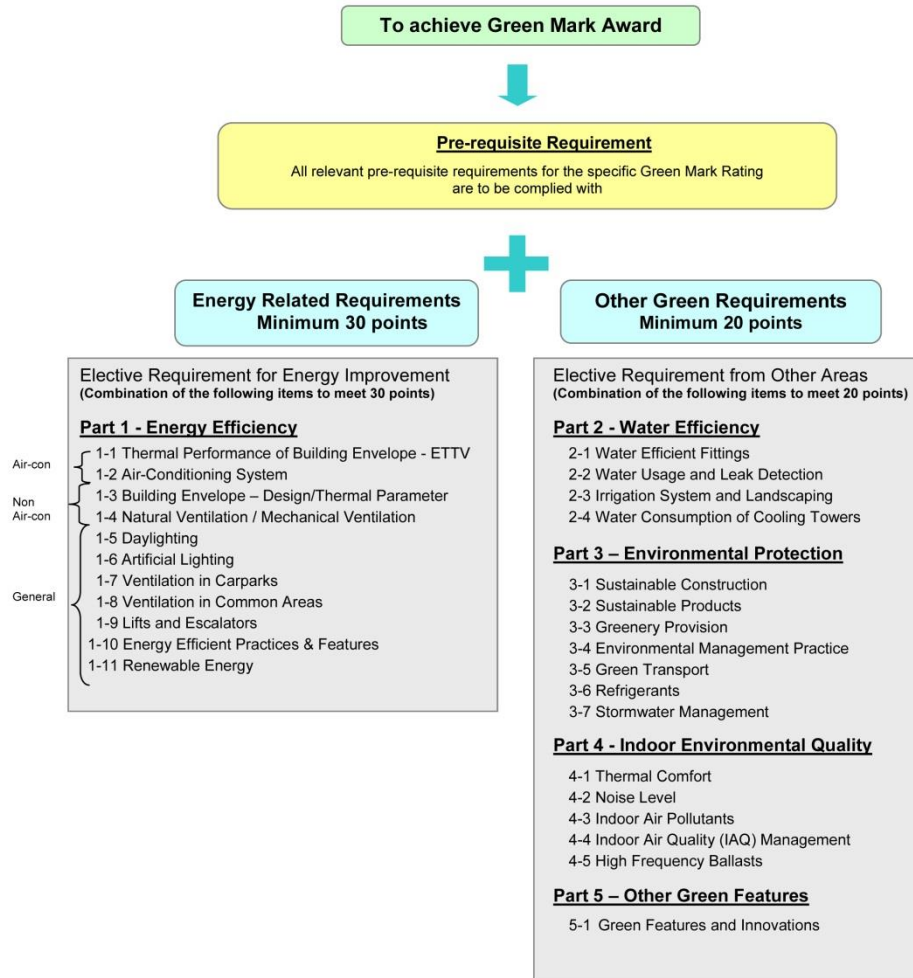 To achieve Green Mark Award
Pre-requisite Requirement
All relevant pre-requisite requirements for the specific Green Mark Rating
are to be complied with
Energy Related Requirements
Minimum 30 points
Elective Requirement for Energy Improvement
(Combination of the following items to meet 30 points)
Part 1 - Energy Efficiency
Air-con
1-1 Thermal Performance of Building Envelope - ETTV
1-2 Air-Conditioning System
Non
Air-con
1-3 Building Envelope – Design/Thermal Parameter
1-4 Natural Ventilation / Mechanical Ventilation
General
1-5 Daylighting
1-6 Artificial Lighting
1-7 Ventilation in Carparks
1-8 Ventilation in Common Areas
1-9 Lifts and Escalators
1-10 Energy Efficient Practices & Features
1-11 Renewable Energy
Other Green Requirements
Minimum 20 points
Elective Requirement from Other Areas
(Combination of the following items to meet 20 points)
Part 2 - Water Efficiency
2-1 Water Efficient Fittings
2-2 Water Usage and Leak Detection
2-3 Irrigation System and Landscaping
2-4 Water Consumption of Cooling Towers
Part 3 – Environmental Protection
3-1 Sustainable Construction
3-2 Sustainable Products
3-3 Greenery Provision
3-4 Environmental Management Practice
3-5 Green Transport
3-6 Refrigerants
3-7 Stormwater Management
Part 4 - Indoor Environmental Quality
4-1 Thermal Comfort
4-2 Noise Level
4-3 Indoor Air Pollutants
4-4 Indoor Air Quality (IAQ) Management
4-5 High Frequency Ballasts
Part 5 – Other Green Features
5-1 Green Features and Innovations